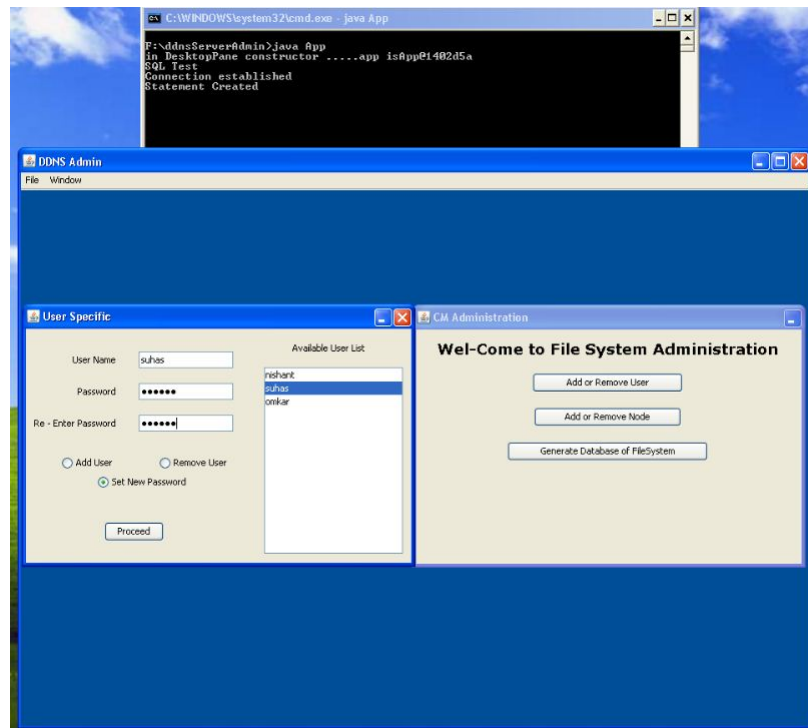 C:\WINDOWS\system32\cmd.exe - java App
F:\ddnsServerAdmin>java App
in DesktopPane constructor .....app isApp@1402d5a
SQL Test
Connection established
Statement Created
DDNS Admin
File Window
User Specific
User Name suhas
Password ••••••
Re - Enter Password ••••••
Add User Remove User
Set New Password
Proceed
Available User List
nishant
suhas
omkar
CM Administration
Wel-Come to File System Administration
Add or Remove User
Add or Remove Node
Generate Database of FileSystem